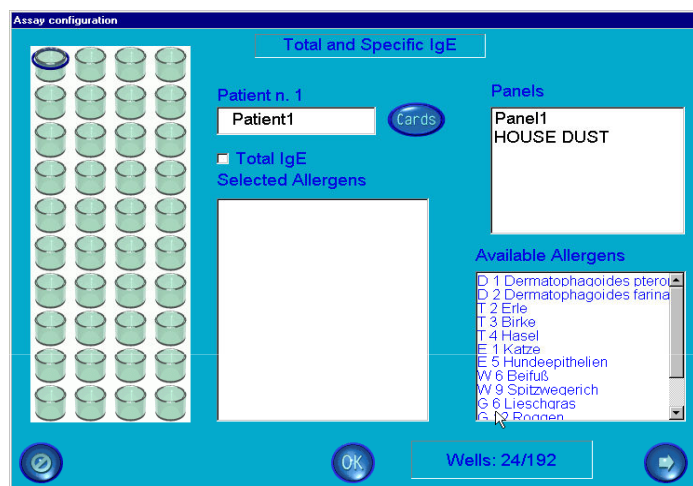 Assay configuration
Total and Specific IgE
Patient n. 1
Patient1
Cards
Total IgE
Selected Allergens
Panels
Panel1
HOUSE DUST
Available Allergens
D 1 Dermatophagoides pteron
D 2 Dermatophagoides farina
T 2 Erle
T 3 Birke
T 4 Hasel
E 1 Katze
E 5 Hundeepithelien
W 6 Beifuß
W 9 Spitzwegerich
G 6 Lieschgras
G 12 Roggen
OK
Wells: 24/192